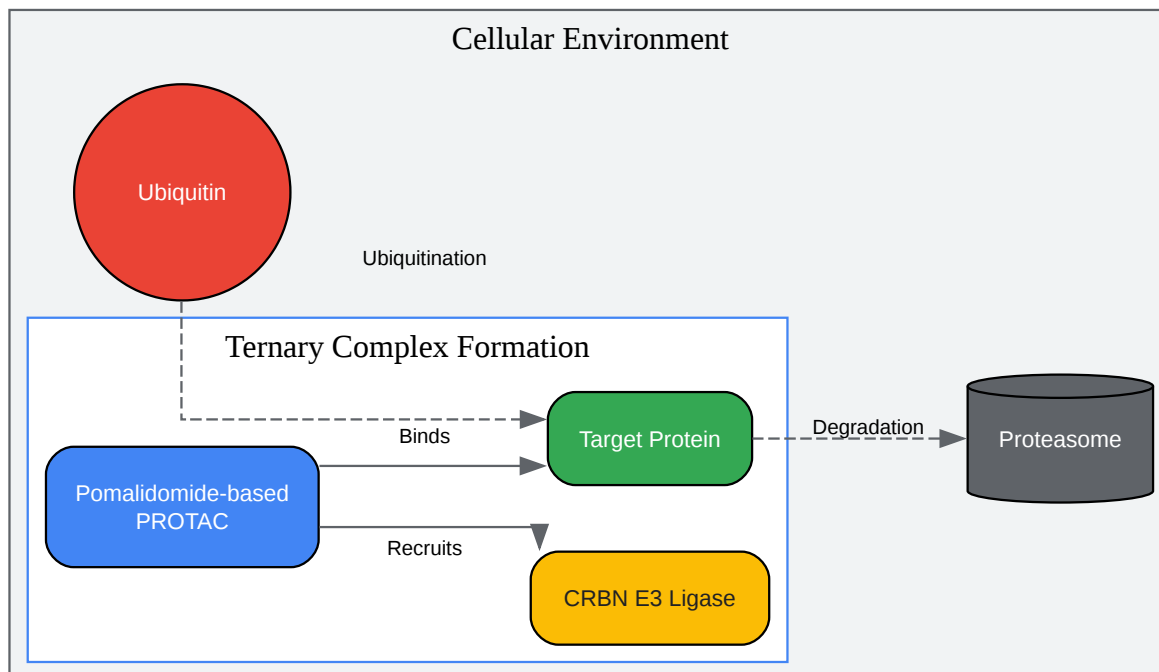 Cellular Environment
Ubiquitin
Ubiquitination
Ternary Complex Formation
Binds
Target Protein
Degradation
Proteasome
Pomalidomide-based
PROTAC
Recruits
CRBN E3 Ligase